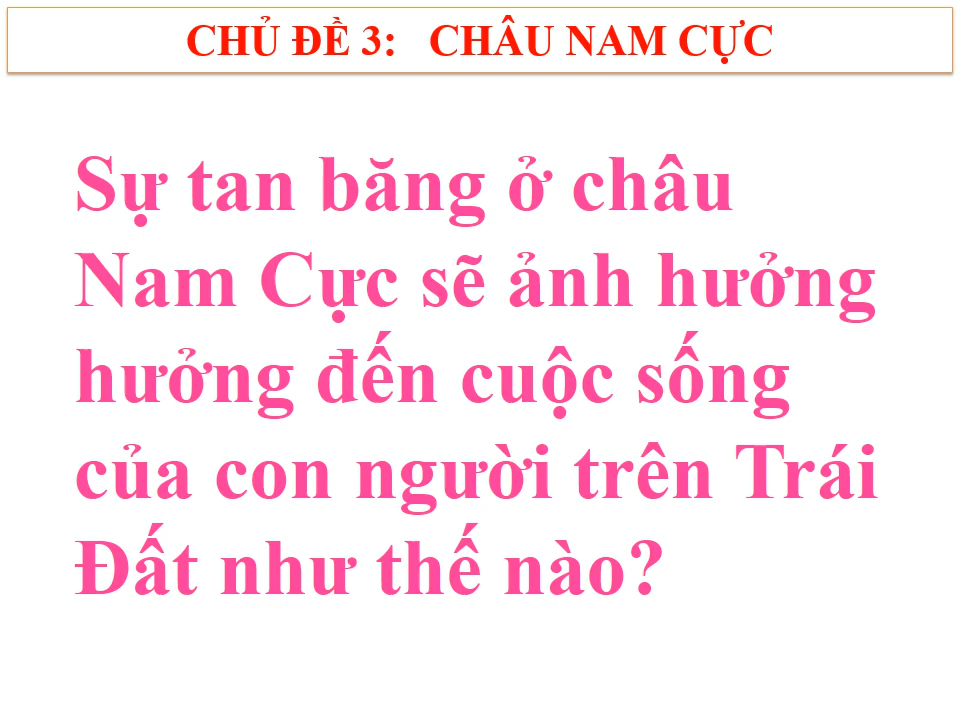 CHỦ ĐỀ 3: CHÂU NAM CỰC
Sự tan băng ở châu
Nam Cực sẽ ảnh hưởng
hưởng đến cuộc sống
của con người trên Trái
Đất như thế nào?